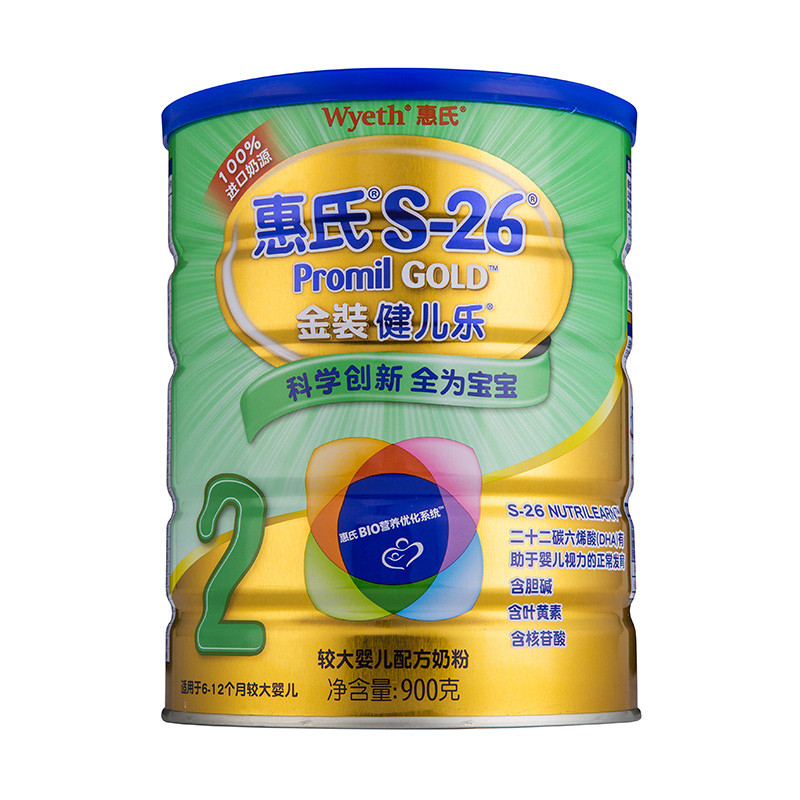 Wyeth® 惠氏®
100%
进口奶源
惠氏® S-26®
Promil GOLD™
金装 健儿乐®
科学创新 全为宝宝
惠氏 BIO营养优化系统™
2
S-26 NUTRILEARN™
二十二碳六烯酸(DHA)有
助于婴儿视力的正常发育
含胆碱
含叶黄素
含核苷酸
较大婴儿配方奶粉
适用于6-12个月较大婴儿
净含量:900克